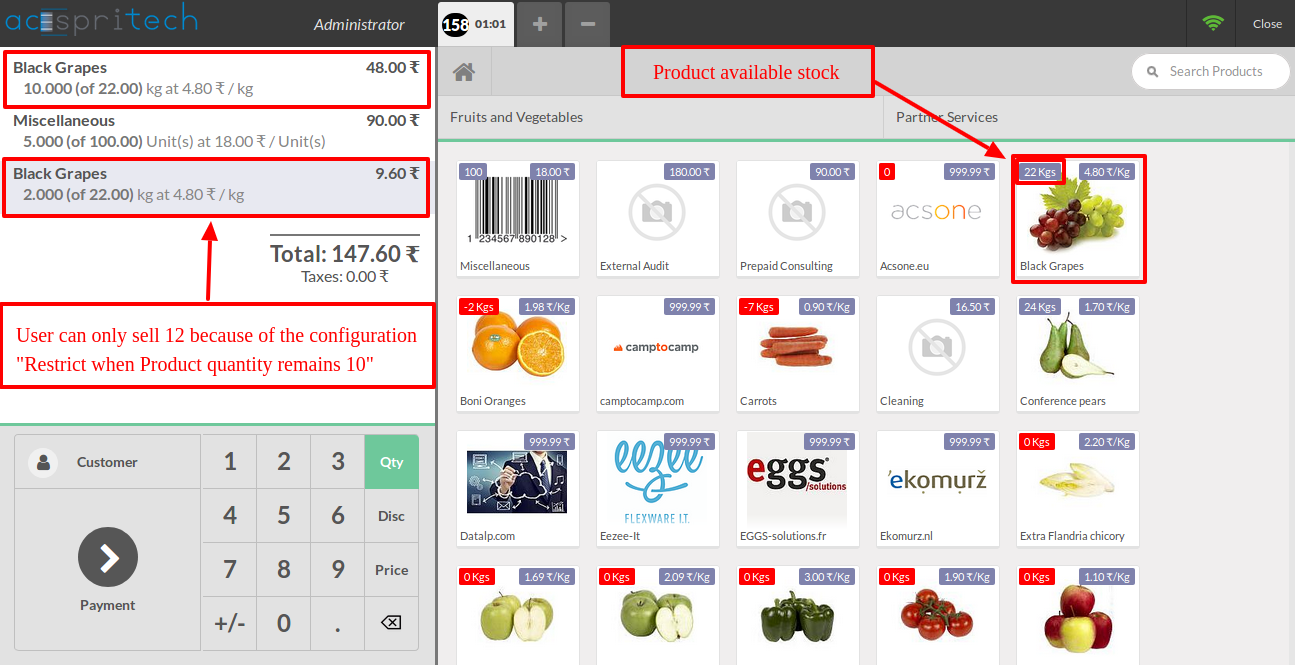 acespritech
Administrator
158 01:01
+
−
Close
Black Grapes 48.00 ₹
10.000 (of 22.00) kg at 4.80 ₹ / kg
Miscellaneous 90.00 ₹
5.000 (of 100.00) Unit(s) at 18.00 ₹ / Unit(s)
Black Grapes 9.60 ₹
2.000 (of 22.00) kg at 4.80 ₹ / kg
Total: 147.60 ₹
Taxes: 0.00 ₹
User can only sell 12 because of the configuration
"Restrict when Product quantity remains 10"
Customer
Payment
1 2 3 Qty
4 5 6 Disc
7 8 9 Price
+/- 0 .
Product available stock
Search Products
Fruits and Vegetables
Partner Services
100 18.00 ₹
1 234567 890128 >
Miscellaneous
180.00 ₹
External Audit
90.00 ₹
Prepaid Consulting
0 999.99 ₹
acsone
Acsone.eu
22 Kgs 4.80 ₹/Kg
Black Grapes
-2 Kgs 1.98 ₹/Kg
Boni Oranges
999.99 ₹
camptocamp
camptocamp.com
-7 Kgs 0.90 ₹/Kg
Carrots
16.50 ₹
Cleaning
24 Kgs 1.70 ₹/Kg
Conference pears
999.99 ₹
Datalp.com
999.99 ₹
eezee
FLEXWARE I.T.
Eezee-It
999.99 ₹
eggs
/solutions
EGGS-solutions.fr
999.99 ₹
'ekomurž
Ekomurz.nl
0 Kgs 2.20 ₹/Kg
Extra Flandria chicory
0 Kgs 1.69 ₹/Kg
0 Kgs 2.09 ₹/Kg
0 Kgs 3.00 ₹/Kg
0 Kgs 1.90 ₹/Kg
0 Kgs 1.10 ₹/Kg